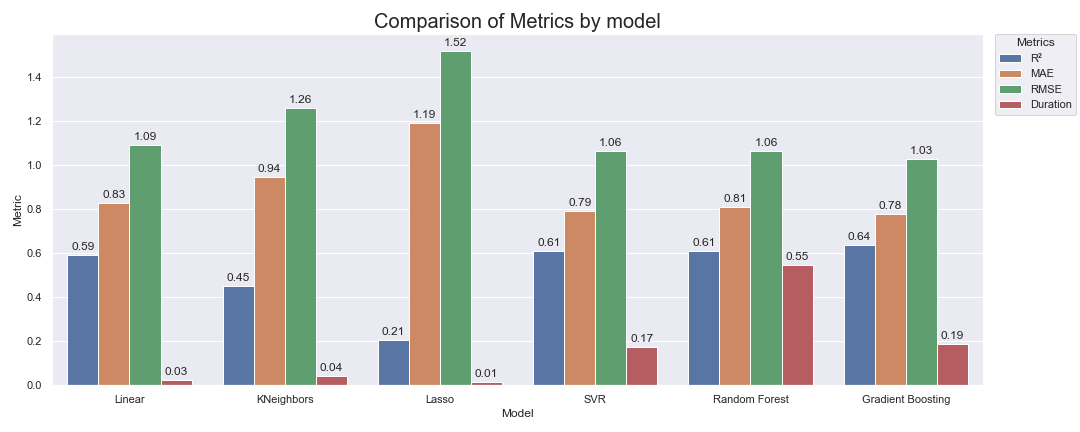 Comparison of Metrics by model
Metrics
R²
MAE
RMSE
Duration
Metric
1.4
1.2
1.0
0.8
0.6
0.4
0.2
0.0
0.59
0.83
1.09
0.03
0.45
0.94
1.26
0.04
0.21
1.19
1.52
0.01
0.61
0.79
1.06
0.17
0.61
0.81
1.06
0.55
0.64
0.78
1.03
0.19
Linear
KNeighbors
Lasso
SVR
Random Forest
Gradient Boosting
Model